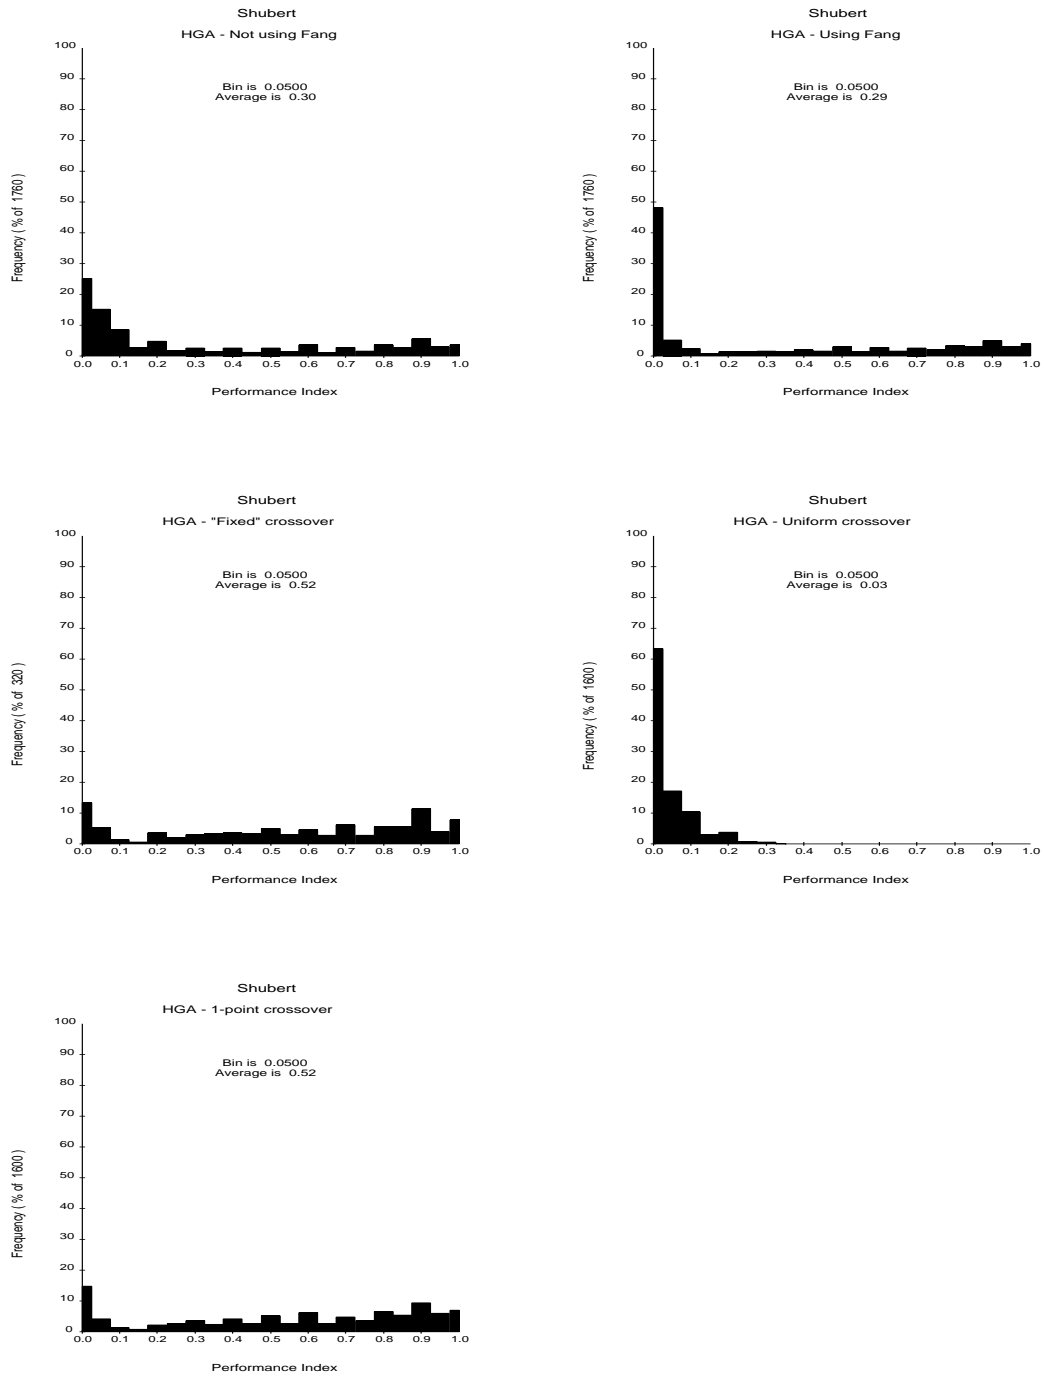 Shubert
HGA - Not using Fang
100
90
80
70
60
50
40
30
20
10
0
Bin is 0.0500
Average is 0.30
Frequency ( % of 1760 )
0.0 0.1 0.2 0.3 0.4 0.5 0.6 0.7 0.8 0.9 1.0
Performance Index
Shubert
HGA - Using Fang
100
90
80
70
60
50
40
30
20
10
0
Bin is 0.0500
Average is 0.29
Frequency ( % of 1760 )
0.0 0.1 0.2 0.3 0.4 0.5 0.6 0.7 0.8 0.9 1.0
Performance Index
Shubert
HGA - "Fixed" crossover
100
90
80
70
60
50
40
30
20
10
0
Bin is 0.0500
Average is 0.52
Frequency ( % of 320 )
0.0 0.1 0.2 0.3 0.4 0.5 0.6 0.7 0.8 0.9 1.0
Performance Index
Shubert
HGA - Uniform crossover
100
90
80
70
60
50
40
30
20
10
0
Bin is 0.0500
Average is 0.03
Frequency ( % of 1600 )
0.0 0.1 0.2 0.3 0.4 0.5 0.6 0.7 0.8 0.9 1.0
Performance Index
Shubert
HGA - 1-point crossover
100
90
80
70
60
50
40
30
20
10
0
Bin is 0.0500
Average is 0.52
Frequency ( % of 1600 )
0.0 0.1 0.2 0.3 0.4 0.5 0.6 0.7 0.8 0.9 1.0
Performance Index